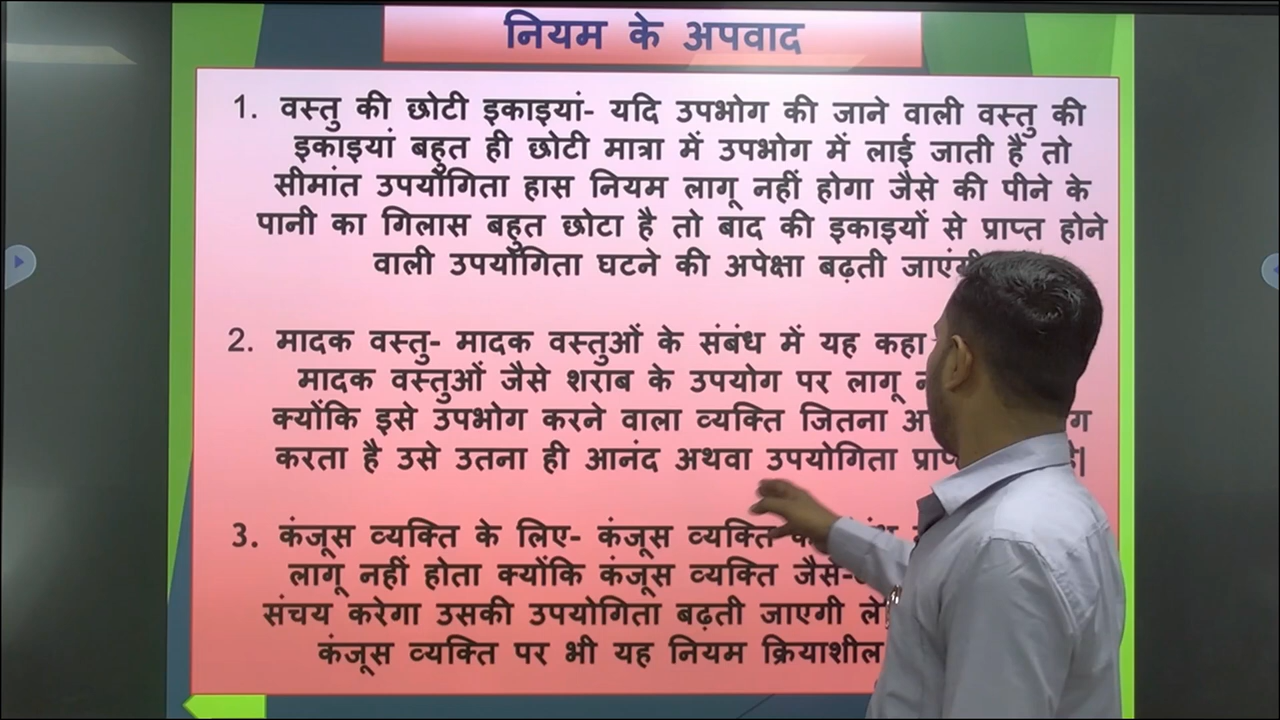 नियम के अपवाद
1. वस्तु की छोटी इकाइयां- यदि उपभोग की जाने वाली वस्तु की
इकाइयां बहुत ही छोटी मात्रा में उपभोग में लाई जाती है तो
सीमांत उपयोगिता हास नियम लागू नहीं होगा जैसे की पीने के
पानी का गिलास बहुत छोटा है तो बाद की इकाइयों से प्राप्त होने
वाली उपयोगिता घटने की अपेक्षा बढ़ती
2. मादक वस्तु- मादक वस्तुओं के संबंध में यह कहा
मादक वस्तुओं जैसे शराब के उपयोग पर लागू
क्योंकि इसे उपभोग करने वाला व्यक्ति जितना
करता है उसे उतना ही आनंद अथवा उपयोगिता
3. कंजूस व्यक्ति के लिए- कंजूस व्यक्ति
लागू नहीं होता क्योंकि कंजूस व्यक्ति जैसे-
संचय करेगा उसकी उपयोगिता बढ़ती जाएगी
कंजूस व्यक्ति पर भी यह नियम क्रियाशील